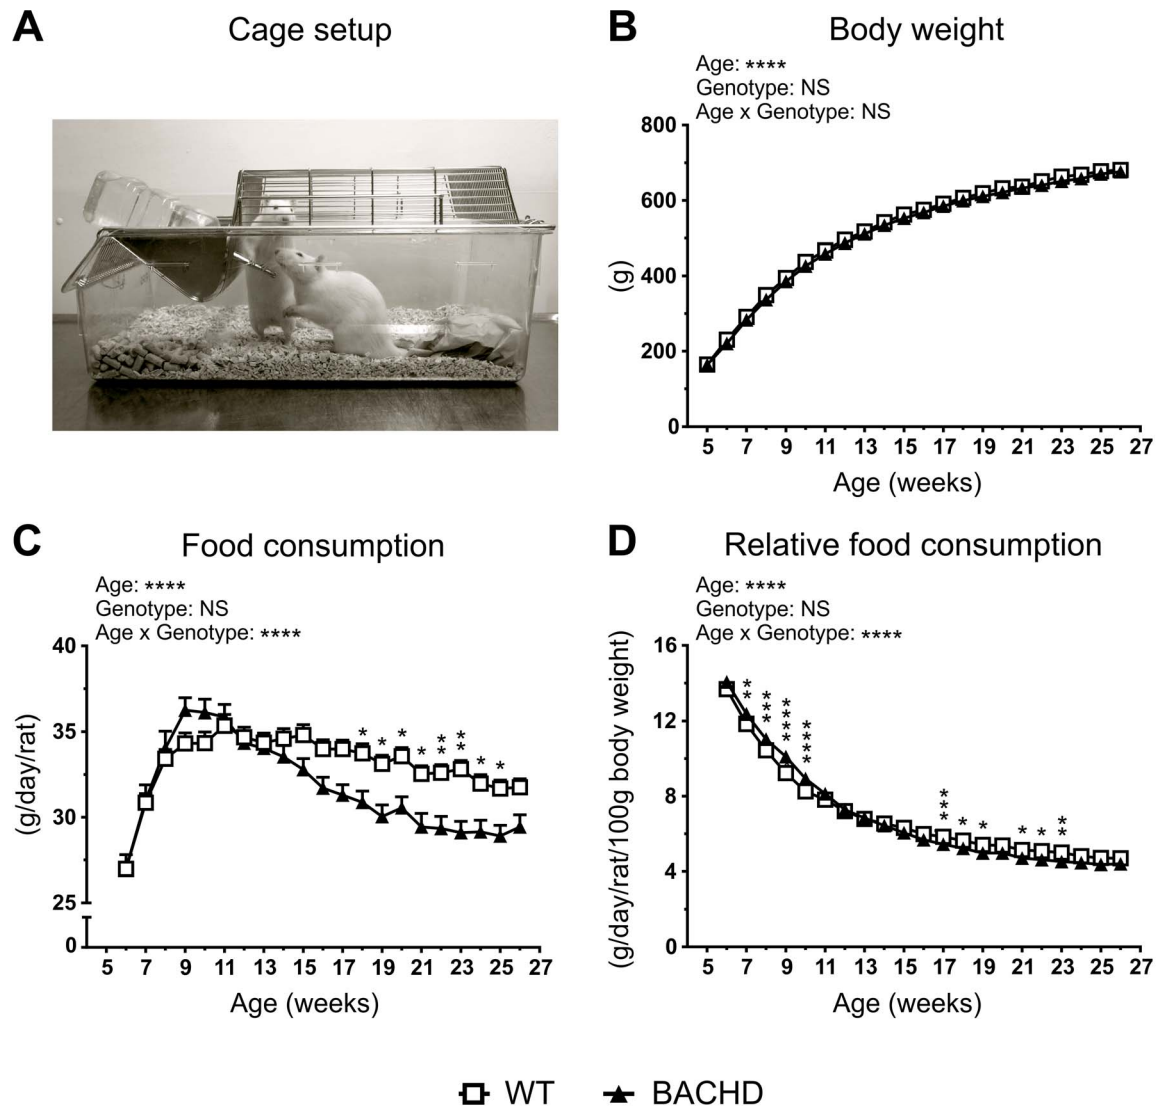 A
Cage setup
B
Body weight
Age: ****
Genotype: NS
Age x Genotype: NS
800
600
400
200
0
(g)
5 7 9 11 13 15 17 19 21 23 25 27
Age (weeks)
C
Food consumption
Age: ****
Genotype: NS
Age x Genotype: ****
40
35
30
25
0
(g/day/rat)
* * * * ** ** * *
5 7 9 11 13 15 17 19 21 23 25 27
Age (weeks)
D
Relative food consumption
Age: ****
Genotype: NS
Age x Genotype: ****
16
12
8
4
0
(g/day/rat/100g body weight)
** *** **** **** *** * * * * **
5 7 9 11 13 15 17 19 21 23 25 27
Age (weeks)
WT
BACHD